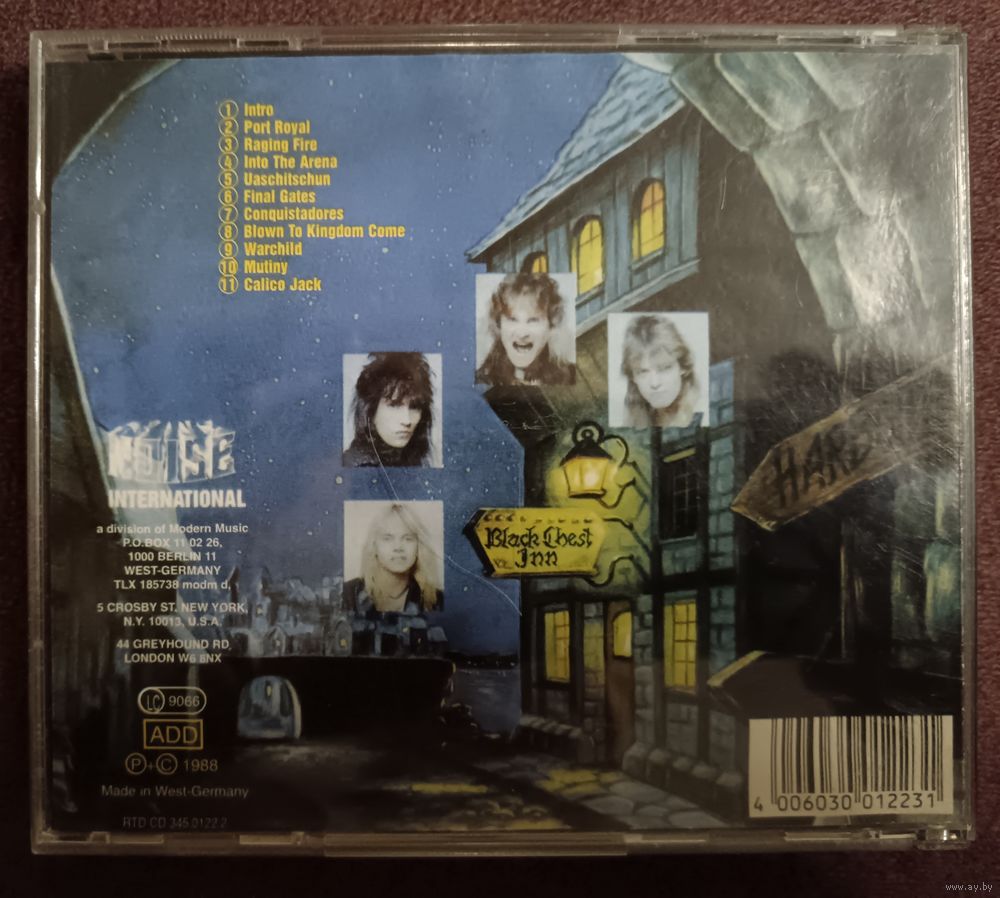 1 Intro
2 Port Royal
3 Raging Fire
4 Into The Arena
5 Uaschitschun
6 Final Gates
7 Conquistadores
8 Blown To Kingdom Come
9 Warchild
10 Mutiny
11 Calico Jack
NOISE
INTERNATIONAL
a division of Modern Music
P.O.BOX 11 02 26,
1000 BERLIN 11
WEST-GERMANY
TLX 185738 modm d,
5 CROSBY ST. NEW YORK,
N.Y. 10013, U.S.A.
44 GREYHOUND RD,
LONDON W6 8NX
LC 9066
ADD
Ⓟ+© 1988
Made in West-Germany
RTD CD 345.0122 2
Black Chest
Inn
HAND
4 006030 012231
www.ay.by